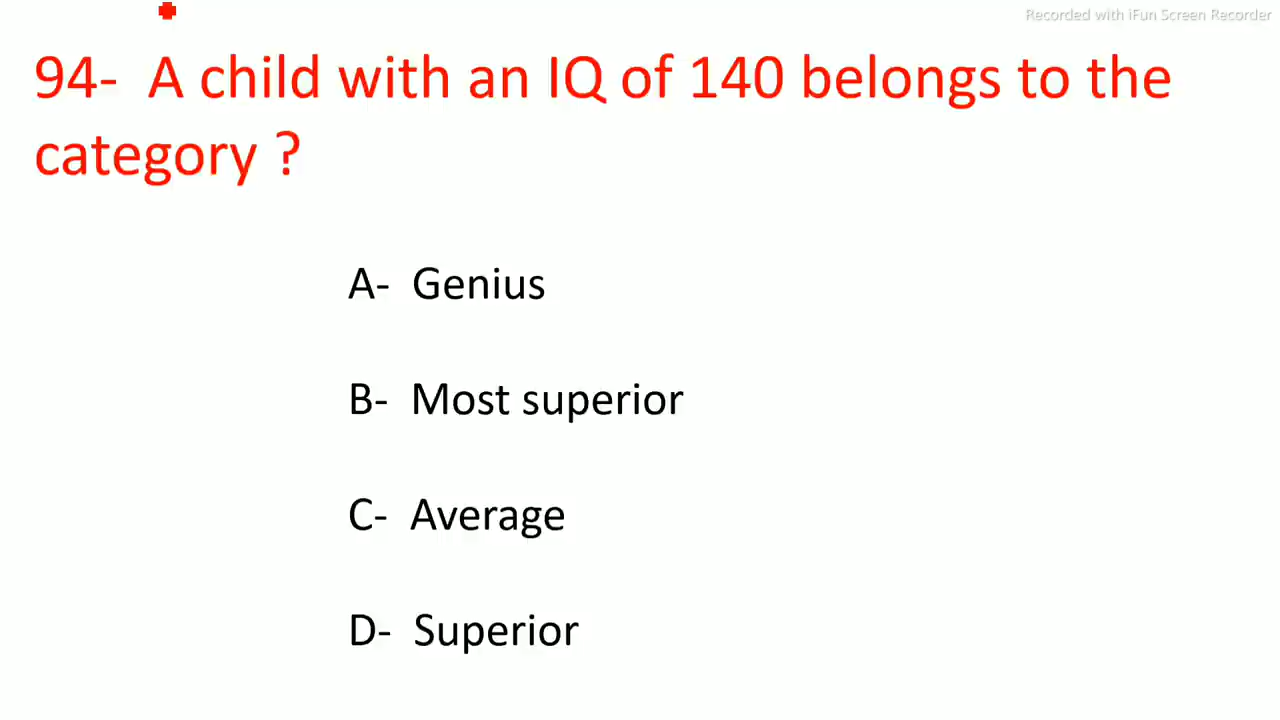 Recorded with iFun Screen Recorder
94- A child with an IQ of 140 belongs to the
category ?
A- Genius
B- Most superior
C- Average
D- Superior